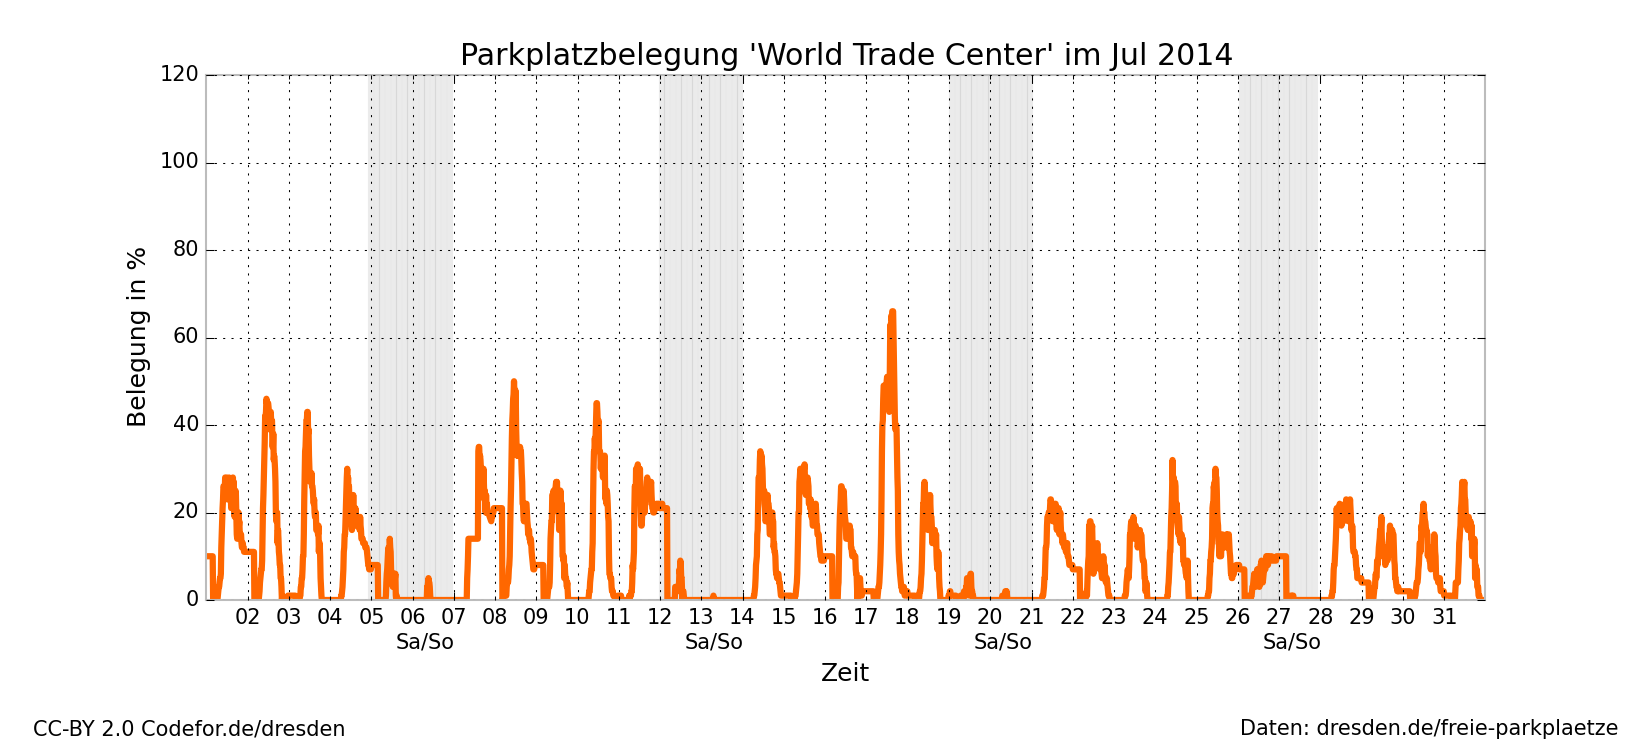 Parkplatzbelegung 'World Trade Center' im Jul 2014
120
100
80
60
40
20
0
Belegung in %
02 03 04 05 06 07 08 09 10 11 12 13 14 15 16 17 18 19 20 21 22 23 24 25 26 27 28 29 30 31
Sa/So Sa/So Sa/So Sa/So
Zeit
CC-BY 2.0 Codefor.de/dresden
Daten: dresden.de/freie-parkplaetze